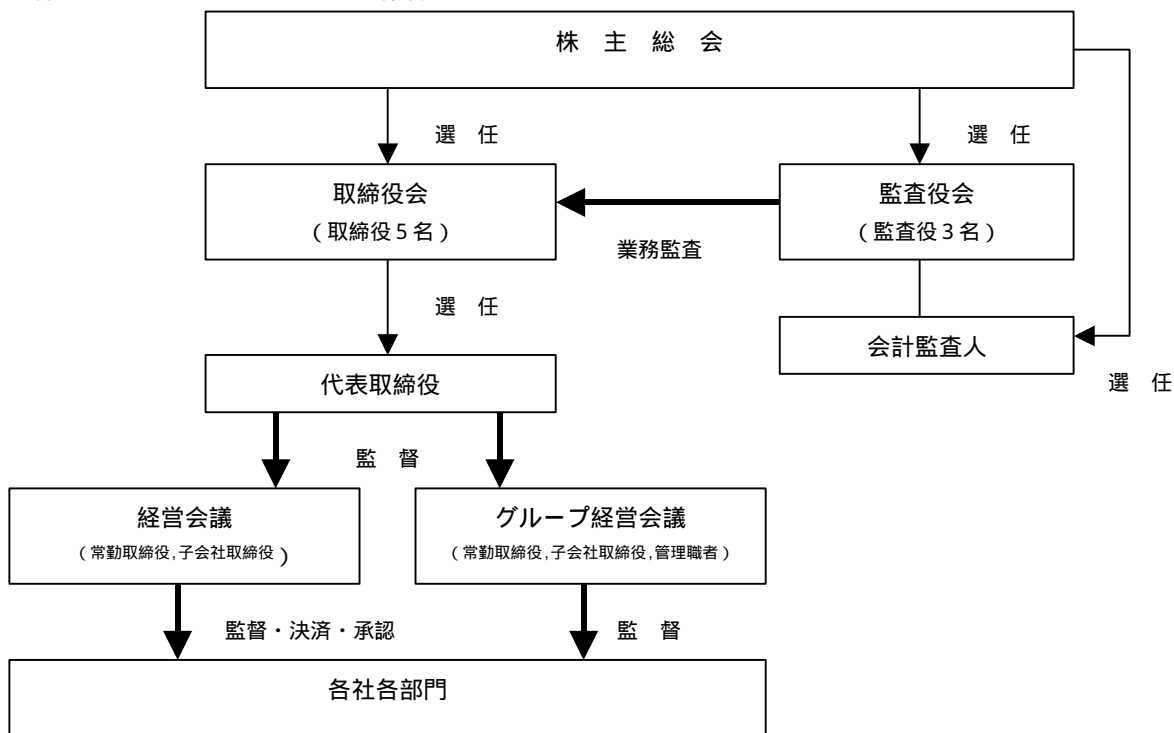 株 主 総 会
選 任
選 任
取締役会
（取締役５名）
監査役会
（監査役３名）
業務監査
選 任
会計監査人
選 任
代表取締役
監 督
経営会議
（常勤取締役,子会社取締役）
グループ経営会議
（常勤取締役,子会社取締役,管理職者）
監督・決済・承認
監 督
各社各部門